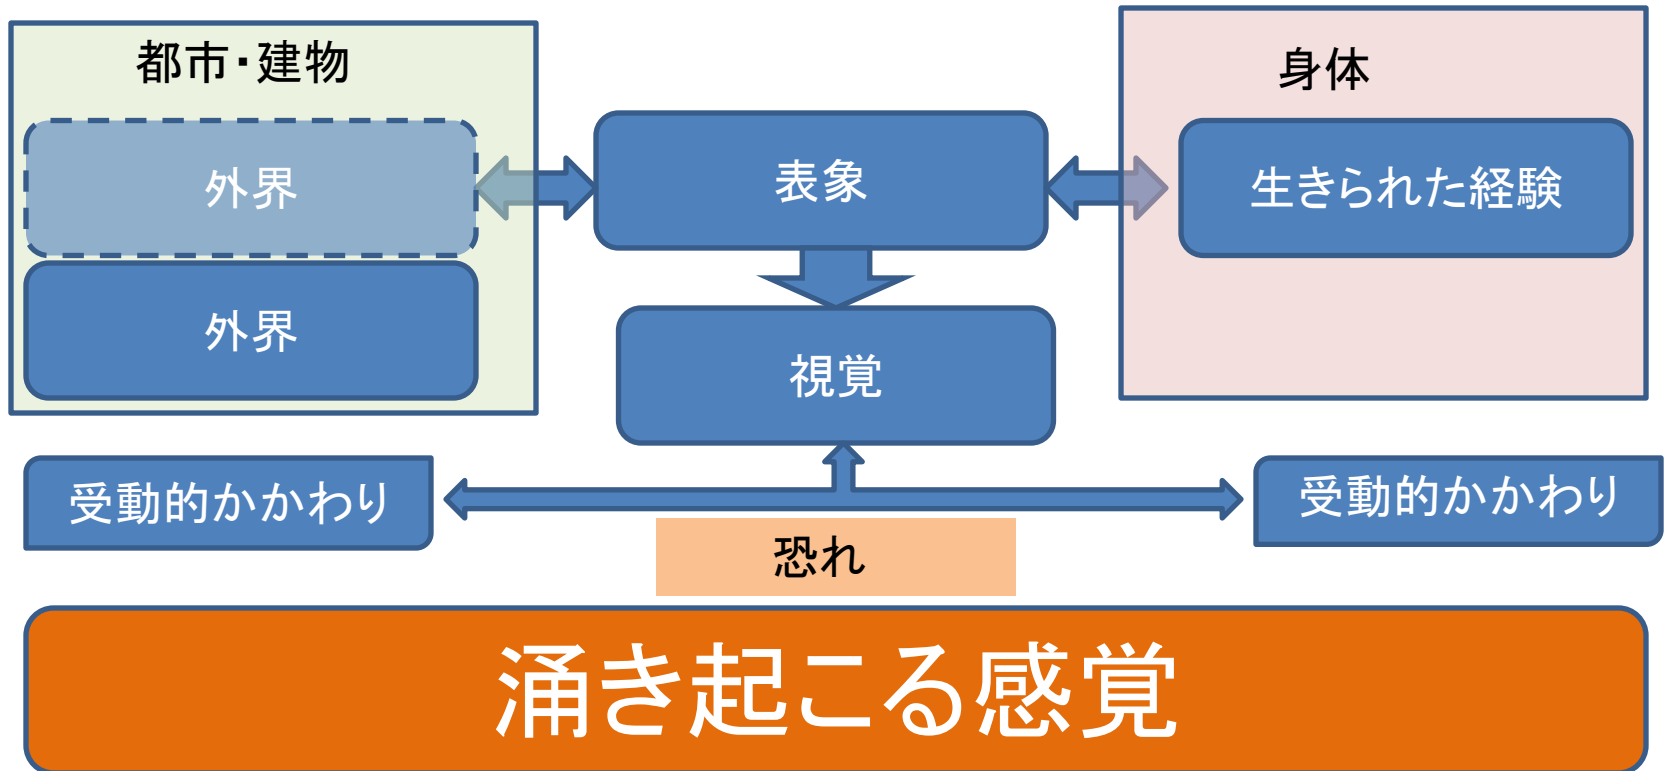 都市・建物
身体
外界
表象
生きられた経験
外界
視覚
受動的かかわり
受動的かかわり
恐れ
涌き起こる感覚